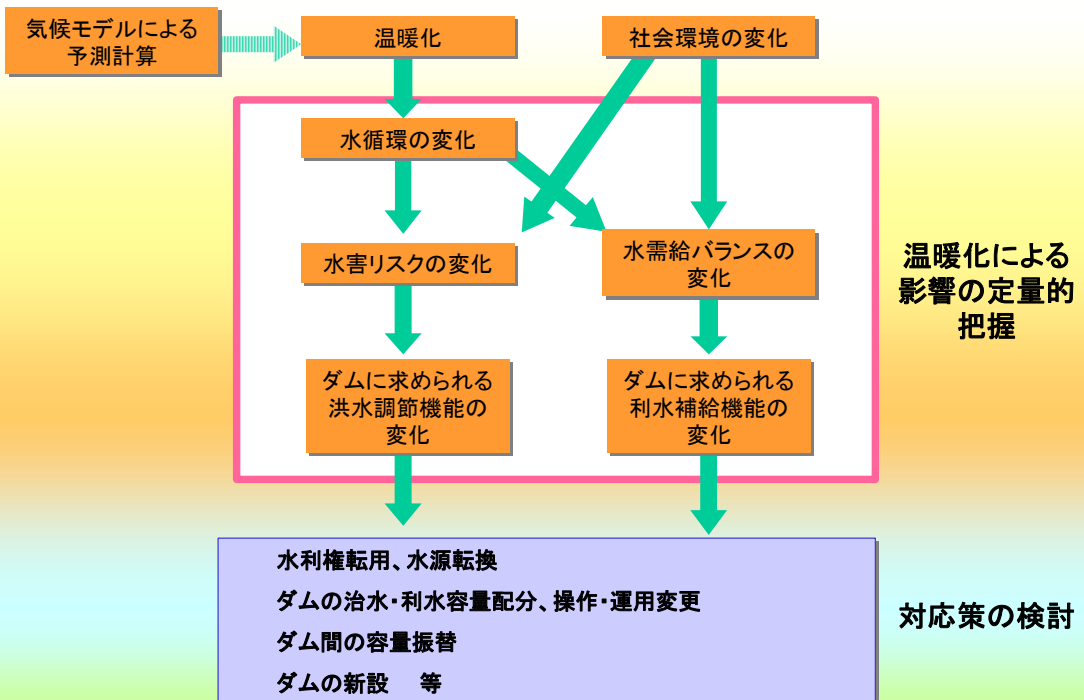 気候モデルによる
予測計算
温暖化
社会環境の変化
水循環の変化
水害リスクの変化
水需給バランスの
変化
ダムに求められる
洪水調節機能の
変化
ダムに求められる
利水補給機能の
変化
温暖化による
影響の定量的
把握
水利権転用、水源転換
ダムの治水・利水容量配分、操作・運用変更
ダム間の容量振替
ダムの新設　等
対応策の検討